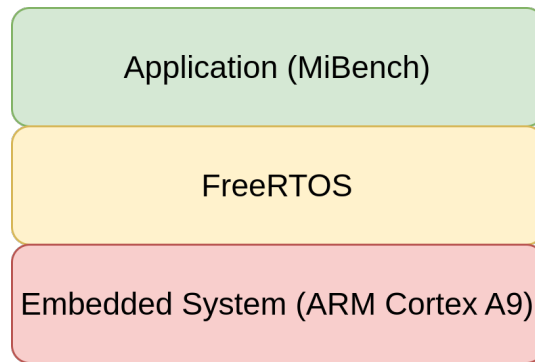 Application (MiBench)
FreeRTOS
Embedded System (ARM Cortex A9)